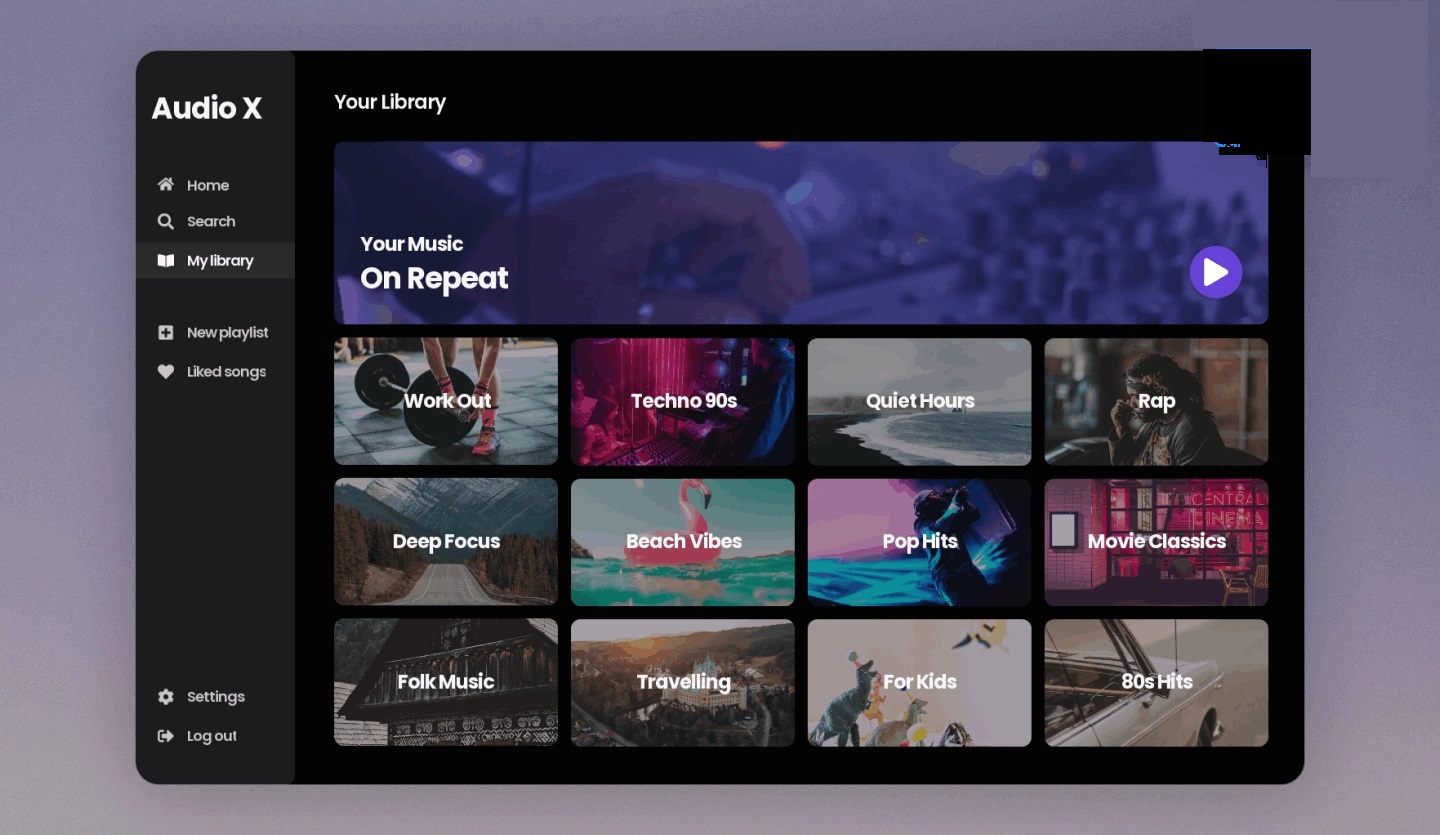 Audio X
Home
Search
My library
New playlist
Liked songs
Settings
Log out
Your Library
Your Music
On Repeat
Work Out
Techno 90s
Quiet Hours
Rap
Deep Focus
Beach Vibes
Pop Hits
Movie Classics
CENTRAL
CINEMA
Folk Music
Travelling
For Kids
80s Hits